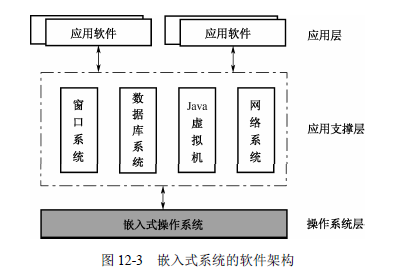 应用软件
应用软件
应用层
窗口系统
数据库系统
Java虚拟机
网络系统
应用支撑层
嵌入式操作系统
操作系统层
图 12-3 嵌入式系统的软件架构